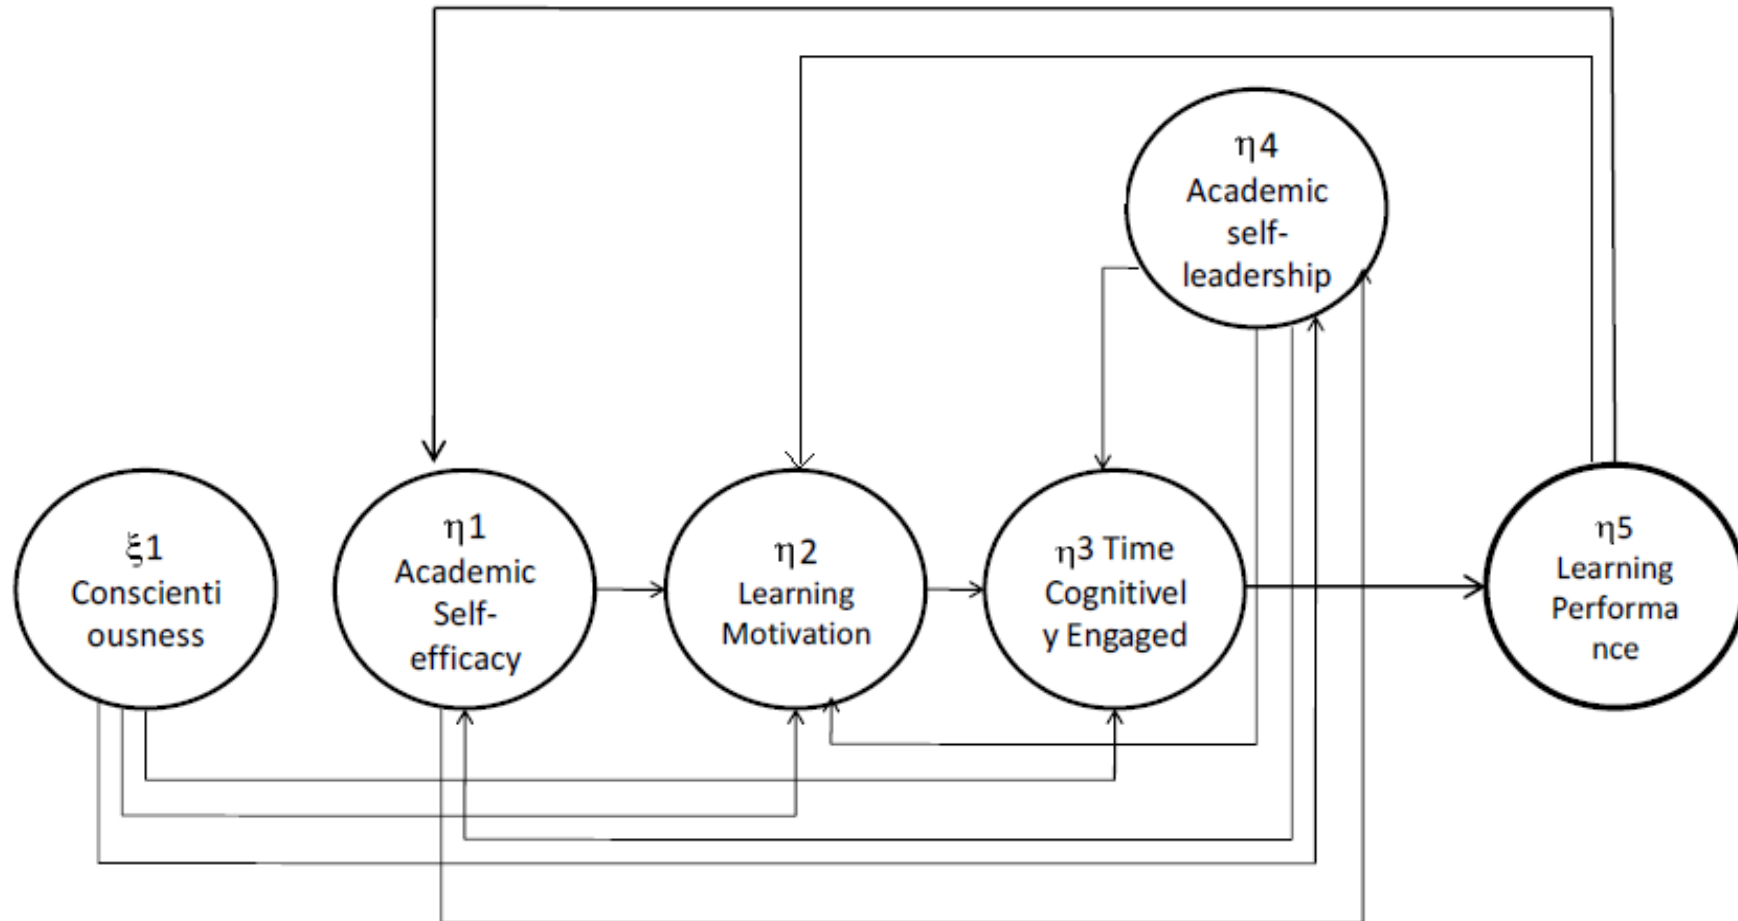 η4
Academic
self-
leadership
ξ1
Conscienti
ousness
η1
Academic
Self-
efficacy
η2
Learning
Motivation
η3 Time
Cognitivel
y Engaged
η5
Learning
Performa
nce